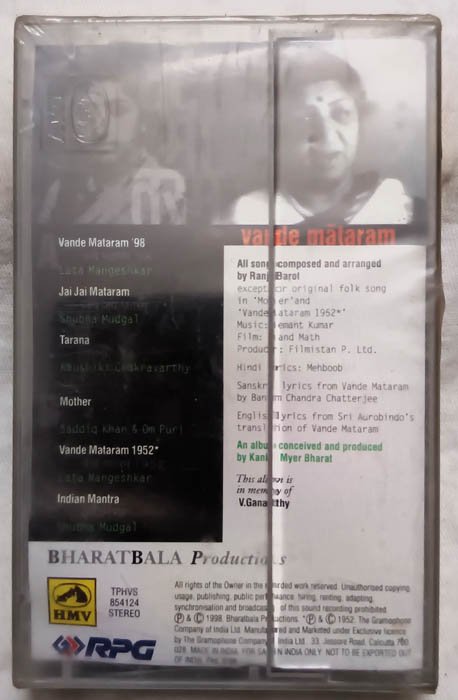 Vande Mataram '98
Lata Mangeshkar
Jai Jai Mataram
Shubha Mudgal
Tarana
Kaushiki Chakravarthy
Mother
Saddiq Khan & Om Puri
Vande Mataram 1952*
Lata Mangeshkar
Indian Mantra
Shubha Mudgal
vande mātaram
All songs composed and arranged
by Ranjit Barot
except for original folk song
in 'Mother'and
'Vande Mataram 1952*'
Music: Hemant Kumar
Film: Anand Math
Producer: Filmistan P. Ltd.
Hindi Lyrics: Mehboob
Sanskrit lyrics from Vande Mataram
by Bankim Chandra Chatterjee
English lyrics from Sri Aurobindo's
translation of Vande Mataram
An album conceived and produced
by Kanika Myer Bharat
This album is
in memory of
V.Ganapathy
BHARATBALA Productions
HMV
TPHVS
854124
STEREO
RPG
All rights of the Owner in the recorded work reserved. Unauthorised copying,
usage, publishing, public performance, hiring, renting, adapting,
synchronisation and broadcasting of this sound recording prohibited.
℗ & © 1998. Bharatbala Productions. *℗ & © 1952. The Gramophone
Company of India Ltd. Manufactured and Marketed under Exclusive licence
by The Gramophone Company of India Ltd. 33, Jessore Road, Calcutta 700
028. MADE IN INDIA. FOR SALE IN INDIA ONLY NOT TO BE EXPORTED OUT
OF INDIA.